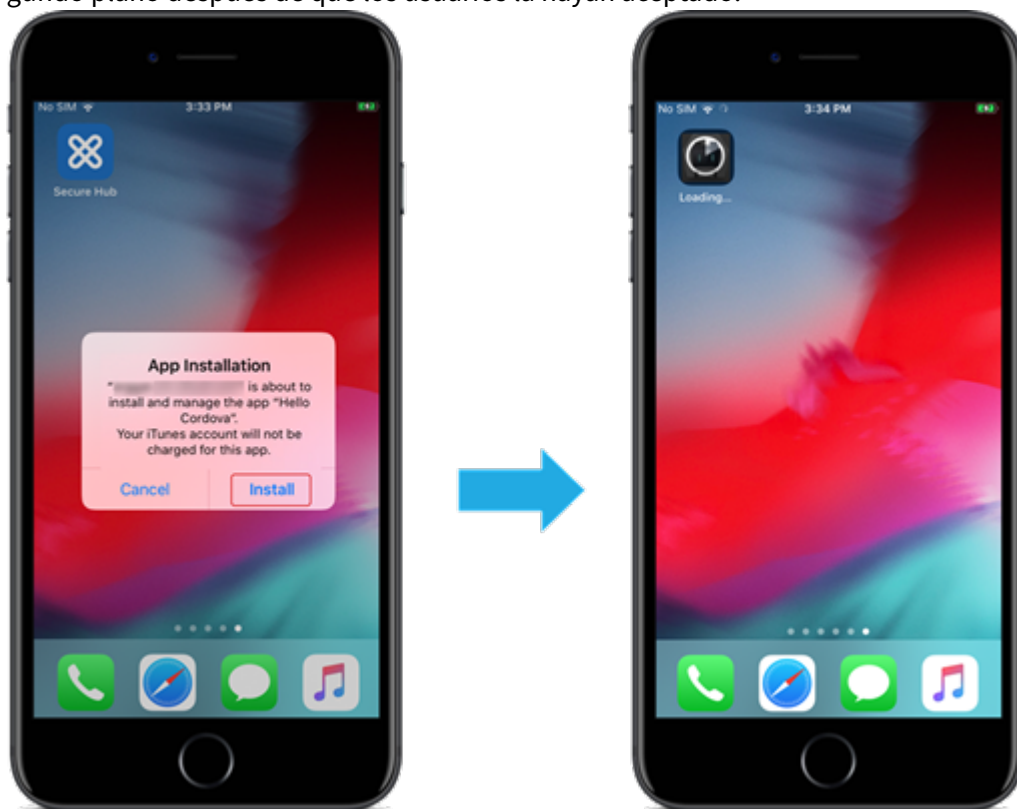 gundo plano después de que los usuarios la hayan aceptado.
No SIM
3:33 PM
Secure Hub
App Installation
" is about to
install and manage the app "Hello
Cordova".
Your iTunes account will not be
charged for this app.
Cancel
Install
No SIM
3:34 PM
Loading...